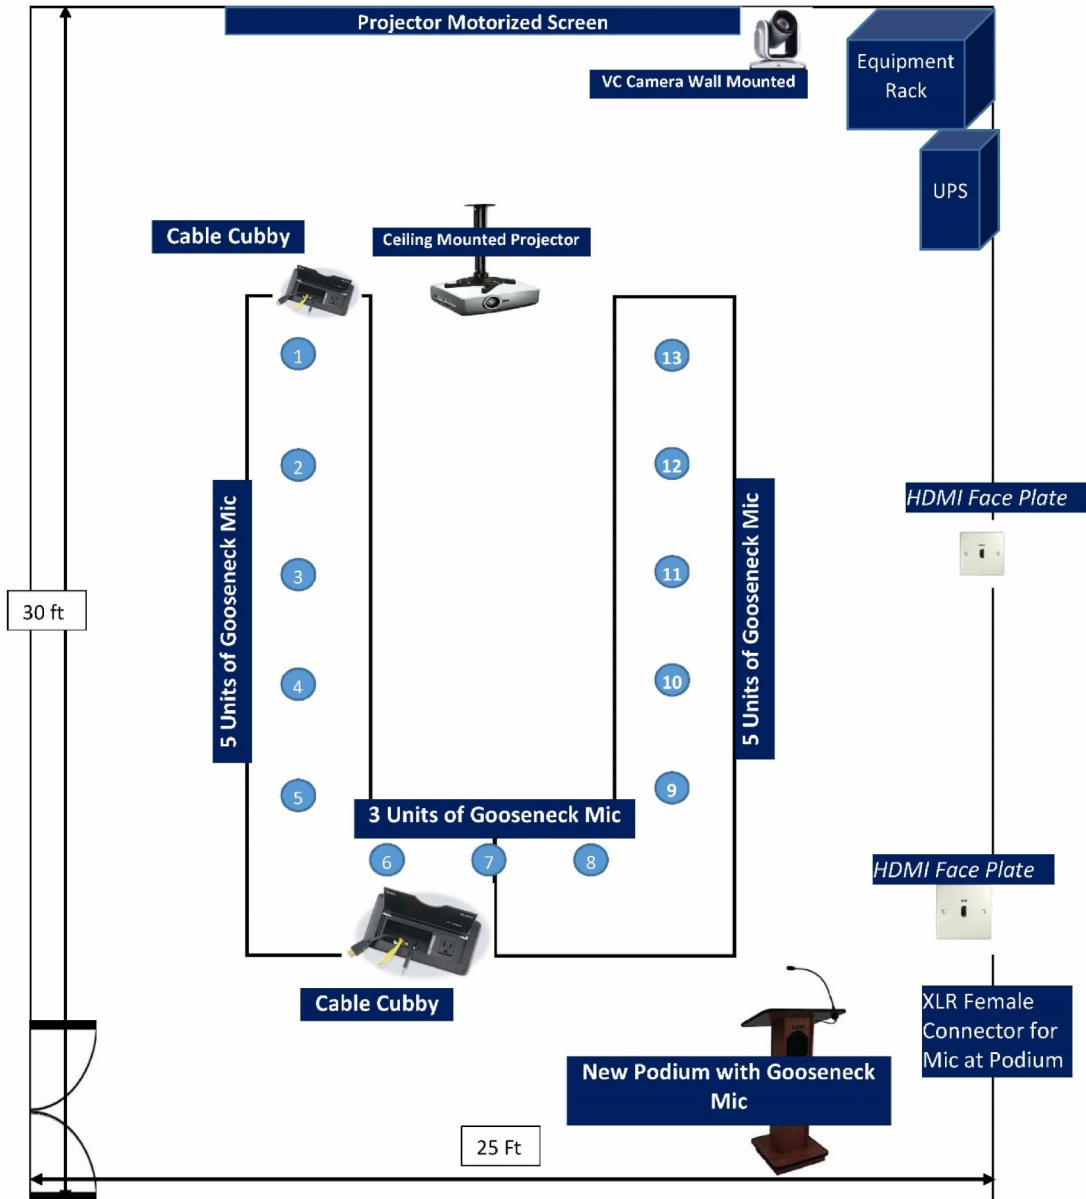 Projector Motorized Screen
VC Camera Wall Mounted
Equipment
Rack
UPS
Cable Cubby
Ceiling Mounted Projector
1
13
2
12
HDMI Face Plate
5 Units of Gooseneck Mic
5 Units of Gooseneck Mic
3
11
30 ft
4
10
5
9
3 Units of Gooseneck Mic
6
7
8
HDMI Face Plate
Cable Cubby
XLR Female
Connector for
Mic at Podium
New Podium with Gooseneck
Mic
25 Ft